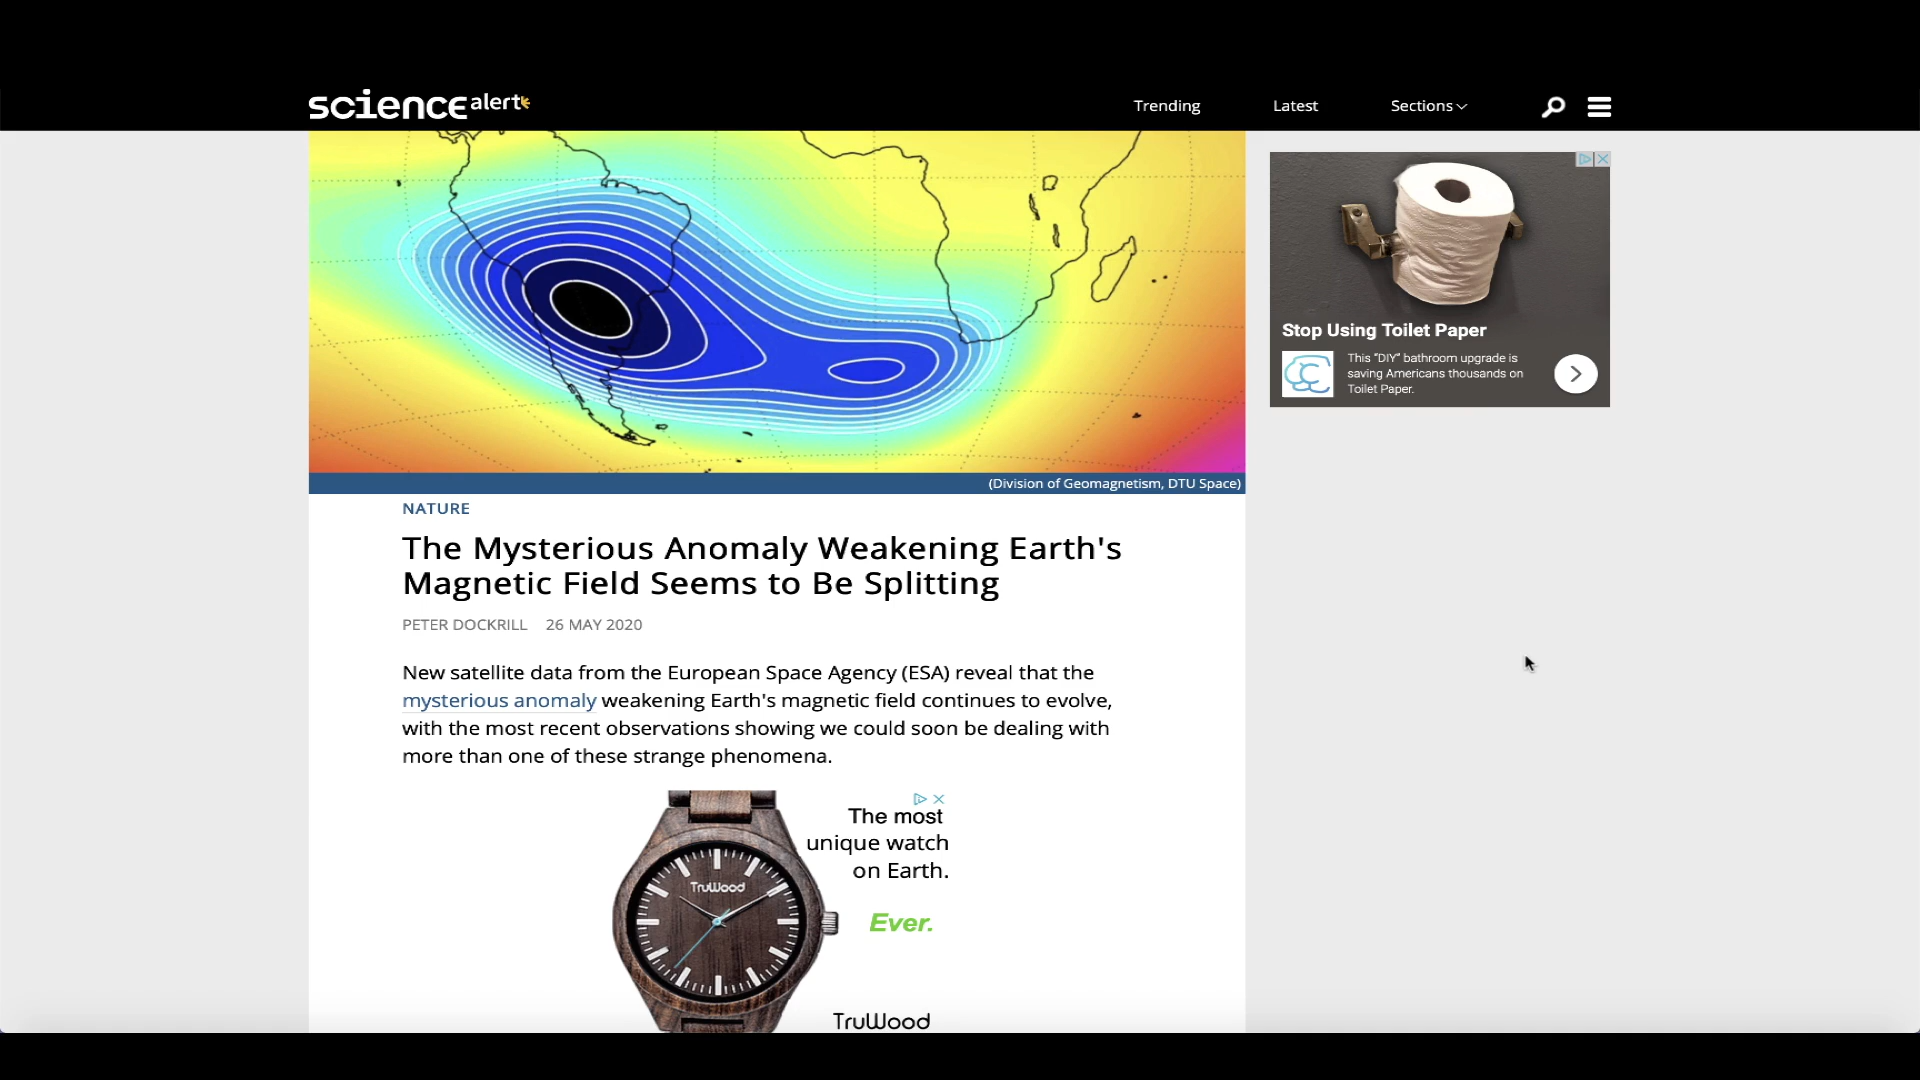 science alert
Trending
Latest
Sections
(Division of Geomagnetism, DTU Space)
NATURE
The Mysterious Anomaly Weakening Earth's
Magnetic Field Seems to Be Splitting
PETER DOCKRILL 26 MAY 2020
New satellite data from the European Space Agency (ESA) reveal that the
mysterious anomaly weakening Earth's magnetic field continues to evolve,
with the most recent observations showing we could soon be dealing with
more than one of these strange phenomena.
TruWood
The most
unique watch
on Earth.
Ever.
TruWood
Stop Using Toilet Paper
This "DIY" bathroom upgrade is
saving Americans thousands on
Toilet Paper.